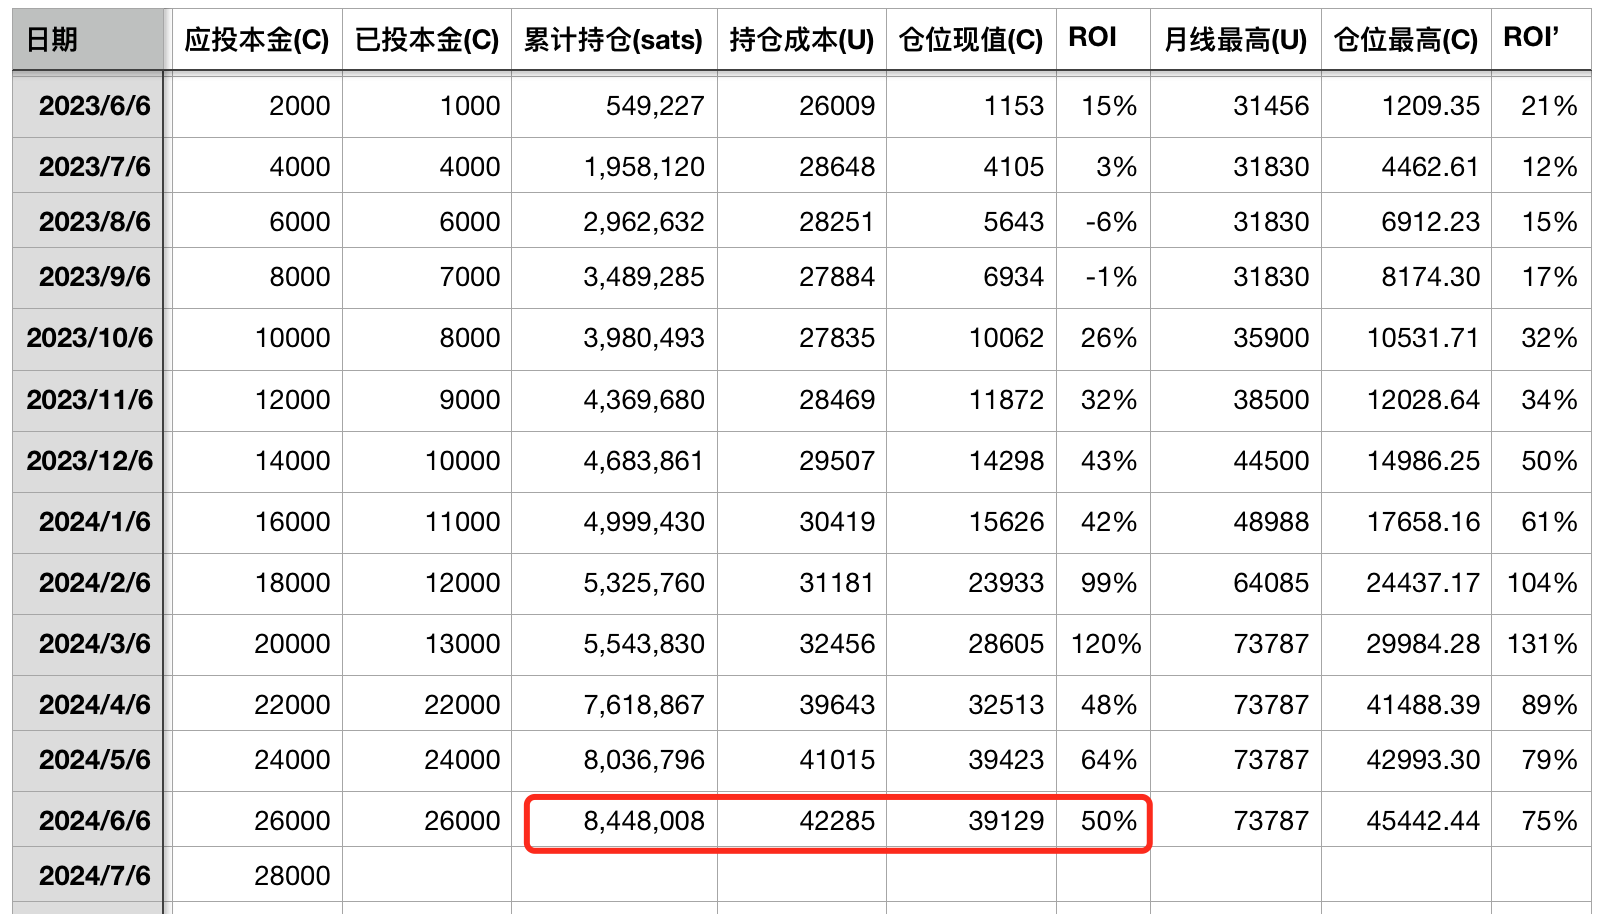 日期 应投本金(C) 已投本金(C) 累计持仓(sats) 持仓成本(U) 仓位现值(C) ROI 月线最高(U) 仓位最高(C) ROI’
2023/6/6 2000 1000 549,227 26009 1153 15% 31456 1209.35 21%
2023/7/6 4000 4000 1,958,120 28648 4105 3% 31830 4462.61 12%
2023/8/6 6000 6000 2,962,632 28251 5643 -6% 31830 6912.23 15%
2023/9/6 8000 7000 3,489,285 27884 6934 -1% 31830 8174.30 17%
2023/10/6 10000 8000 3,980,493 27835 10062 26% 35900 10531.71 32%
2023/11/6 12000 9000 4,369,680 28469 11872 32% 38500 12028.64 34%
2023/12/6 14000 10000 4,683,861 29507 14298 43% 44500 14986.25 50%
2024/1/6 16000 11000 4,999,430 30419 15626 42% 48988 17658.16 61%
2024/2/6 18000 12000 5,325,760 31181 23933 99% 64085 24437.17 104%
2024/3/6 20000 13000 5,543,830 32456 28605 120% 73787 29984.28 131%
2024/4/6 22000 22000 7,618,867 39643 32513 48% 73787 41488.39 89%
2024/5/6 24000 24000 8,036,796 41015 39423 64% 73787 42993.30 79%
2024/6/6 26000 26000 8,448,008 42285 39129 50% 73787 45442.44 75%
2024/7/6 28000